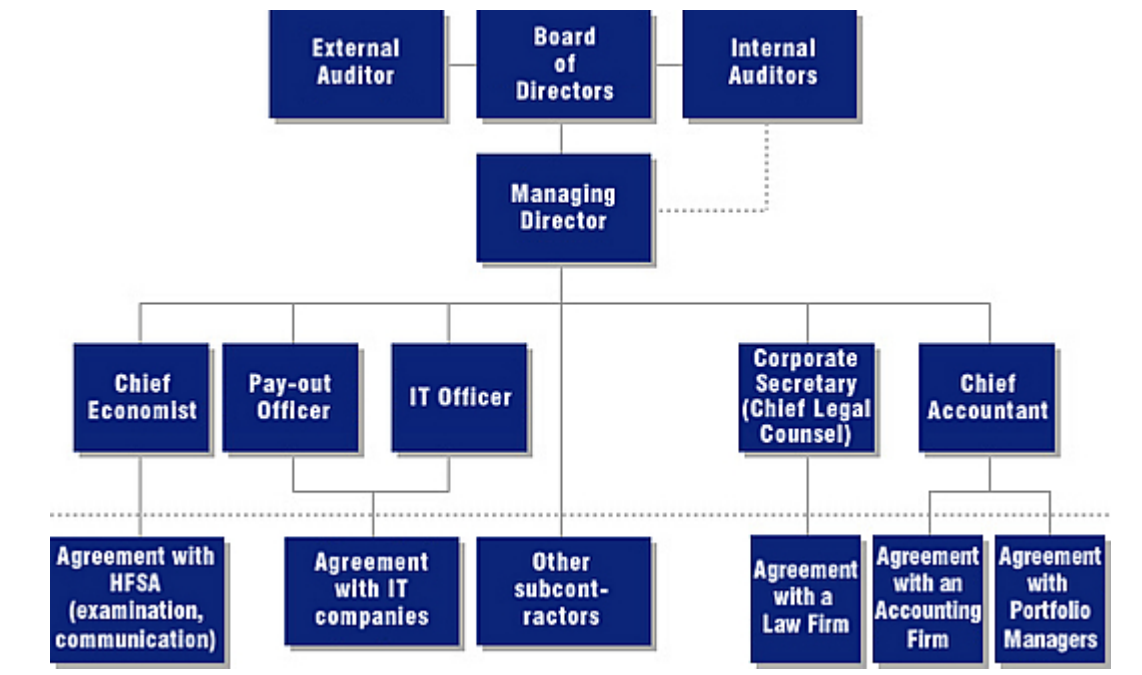 External
Auditor
Board
of
Directors
Internal
Auditors
Managing
Director
Chief
Economist
Pay-out
Officer
IT Officer
Corporate
Secretary
(Chief Legal
Counsel)
Chief
Accountant
Agreement with
HFSA
(examination,
communication)
Agreement
with IT
companies
Other
subcont-
ractors
Agreement
with a
Law Firm
Agreement
with an
Accounting
Firm
Agreement
with
Portfolio
Managers